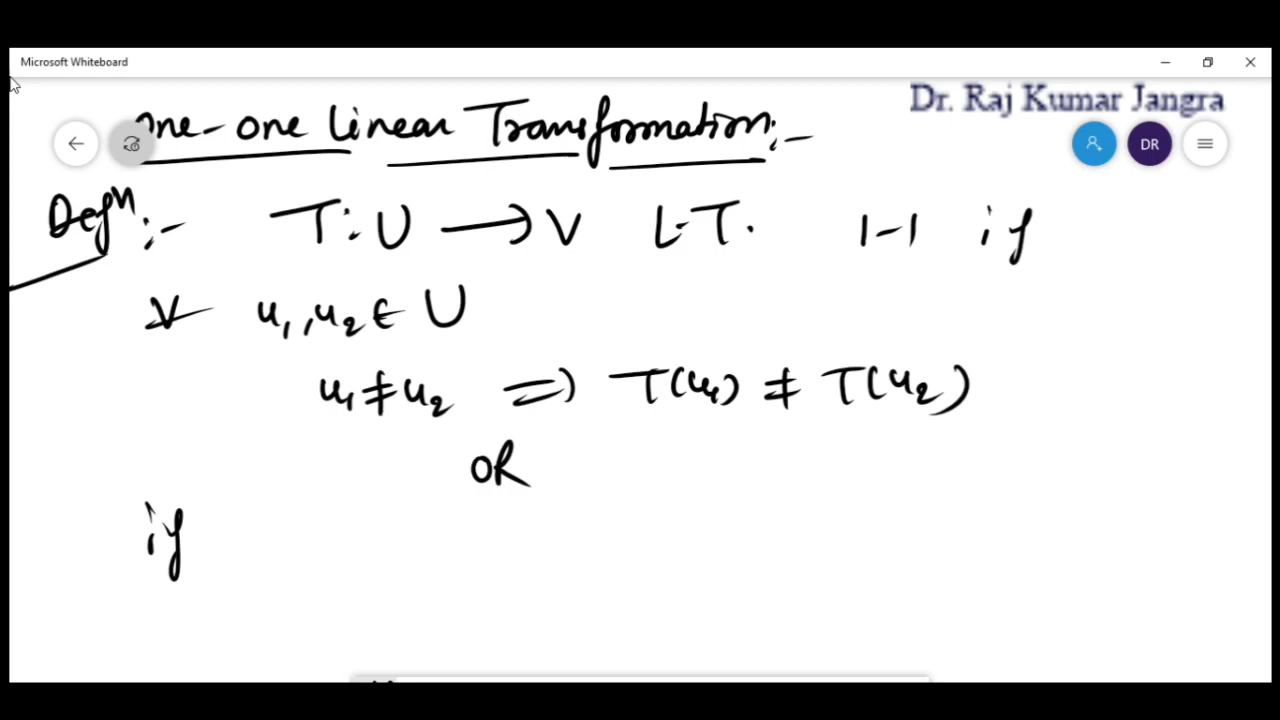 Microsoft Whiteboard
Dr. Raj Kumar Jangra
One-one Linear Transformation:-
DR
Defⁿ:- T:U → V L.T. 1-1 if
∀ u₁,u₂ ∈ U
u₁ ≠ u₂ ⇒ T(u₁) ≠ T(u₂)
OR
if